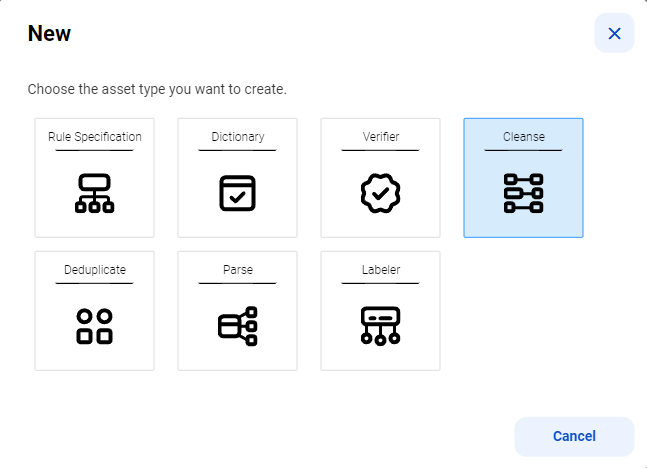 New
Choose the asset type you want to create.
Rule Specification
Dictionary
Verifier
Cleanse
Deduplicate
Parse
Labeler
Cancel